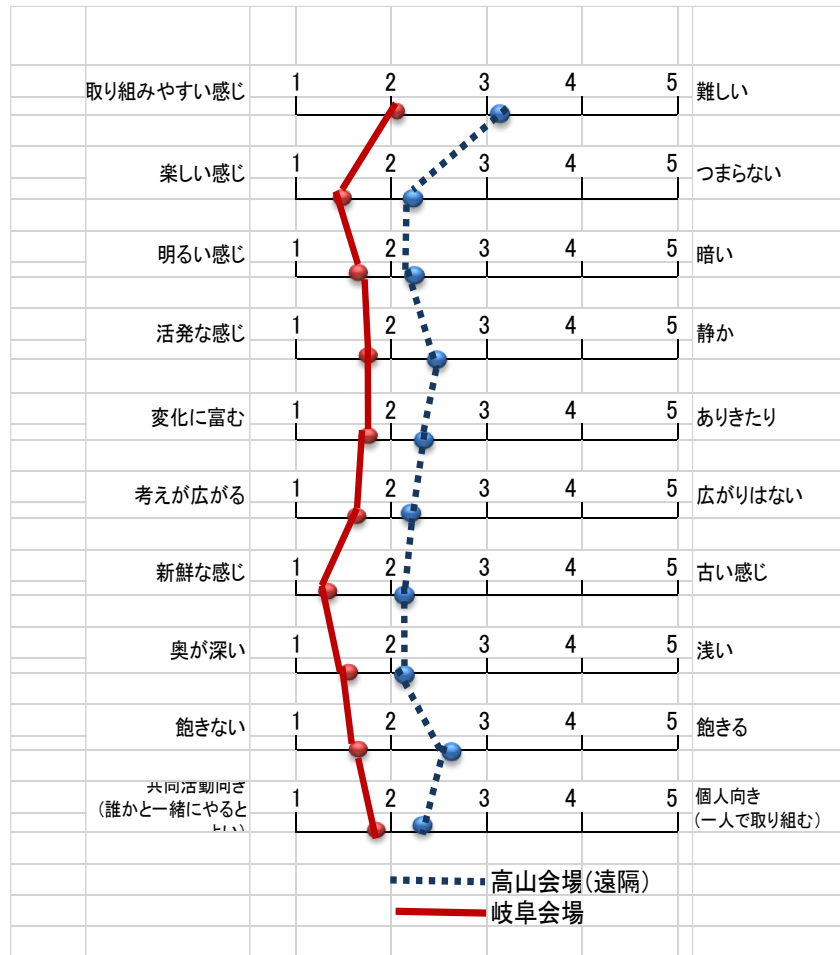 1 2 3 4 5
取り組みやすい感じ 難しい
1 2 3 4 5
楽しい感じ つまらない
1 2 3 4 5
明るい感じ 暗い
1 2 3 4 5
活発な感じ 静か
1 2 3 4 5
変化に富む ありきたり
1 2 3 4 5
考えが広がる 広がりはない
1 2 3 4 5
新鮮な感じ 古い感じ
1 2 3 4 5
奥が深い 浅い
1 2 3 4 5
飽きない 飽きる
1 2 3 4 5
共同活動向き 個人向き
(誰かと一緒にやると (一人で取り組む)
よい)
高山会場(遠隔)
岐阜会場